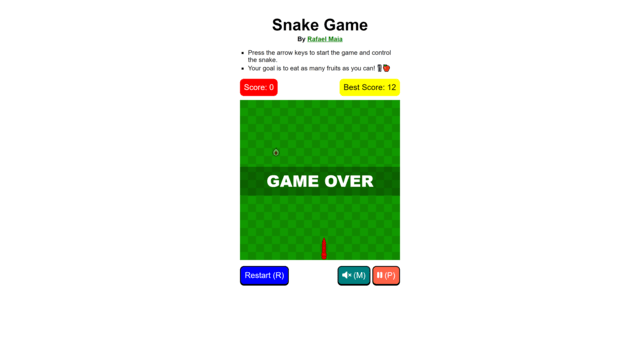 Snake Game
By Rafael Maia
Press the arrow keys to start the game and control
the snake.
Your goal is to eat as many fruits as you can!
Score: 0
Best Score: 12
GAME OVER
Restart (R)
(M)
(P)